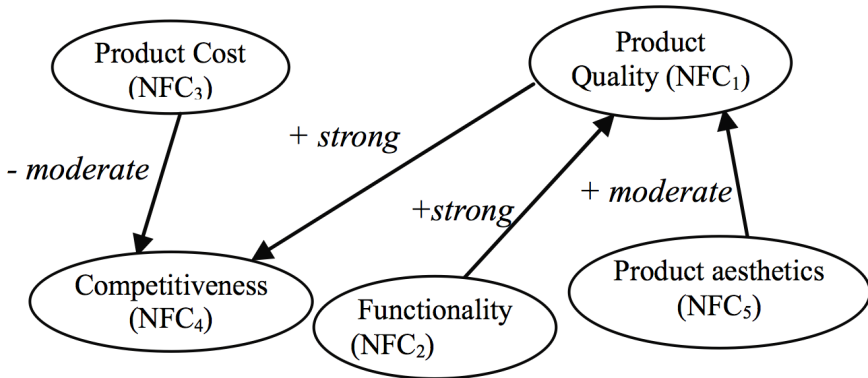 Product Cost
(NFC₃)
Product
Quality (NFC₁)
+ strong
- moderate
+strong
+ moderate
Competitiveness
(NFC₄)
Functionality
(NFC₂)
Product aesthetics
(NFC₅)